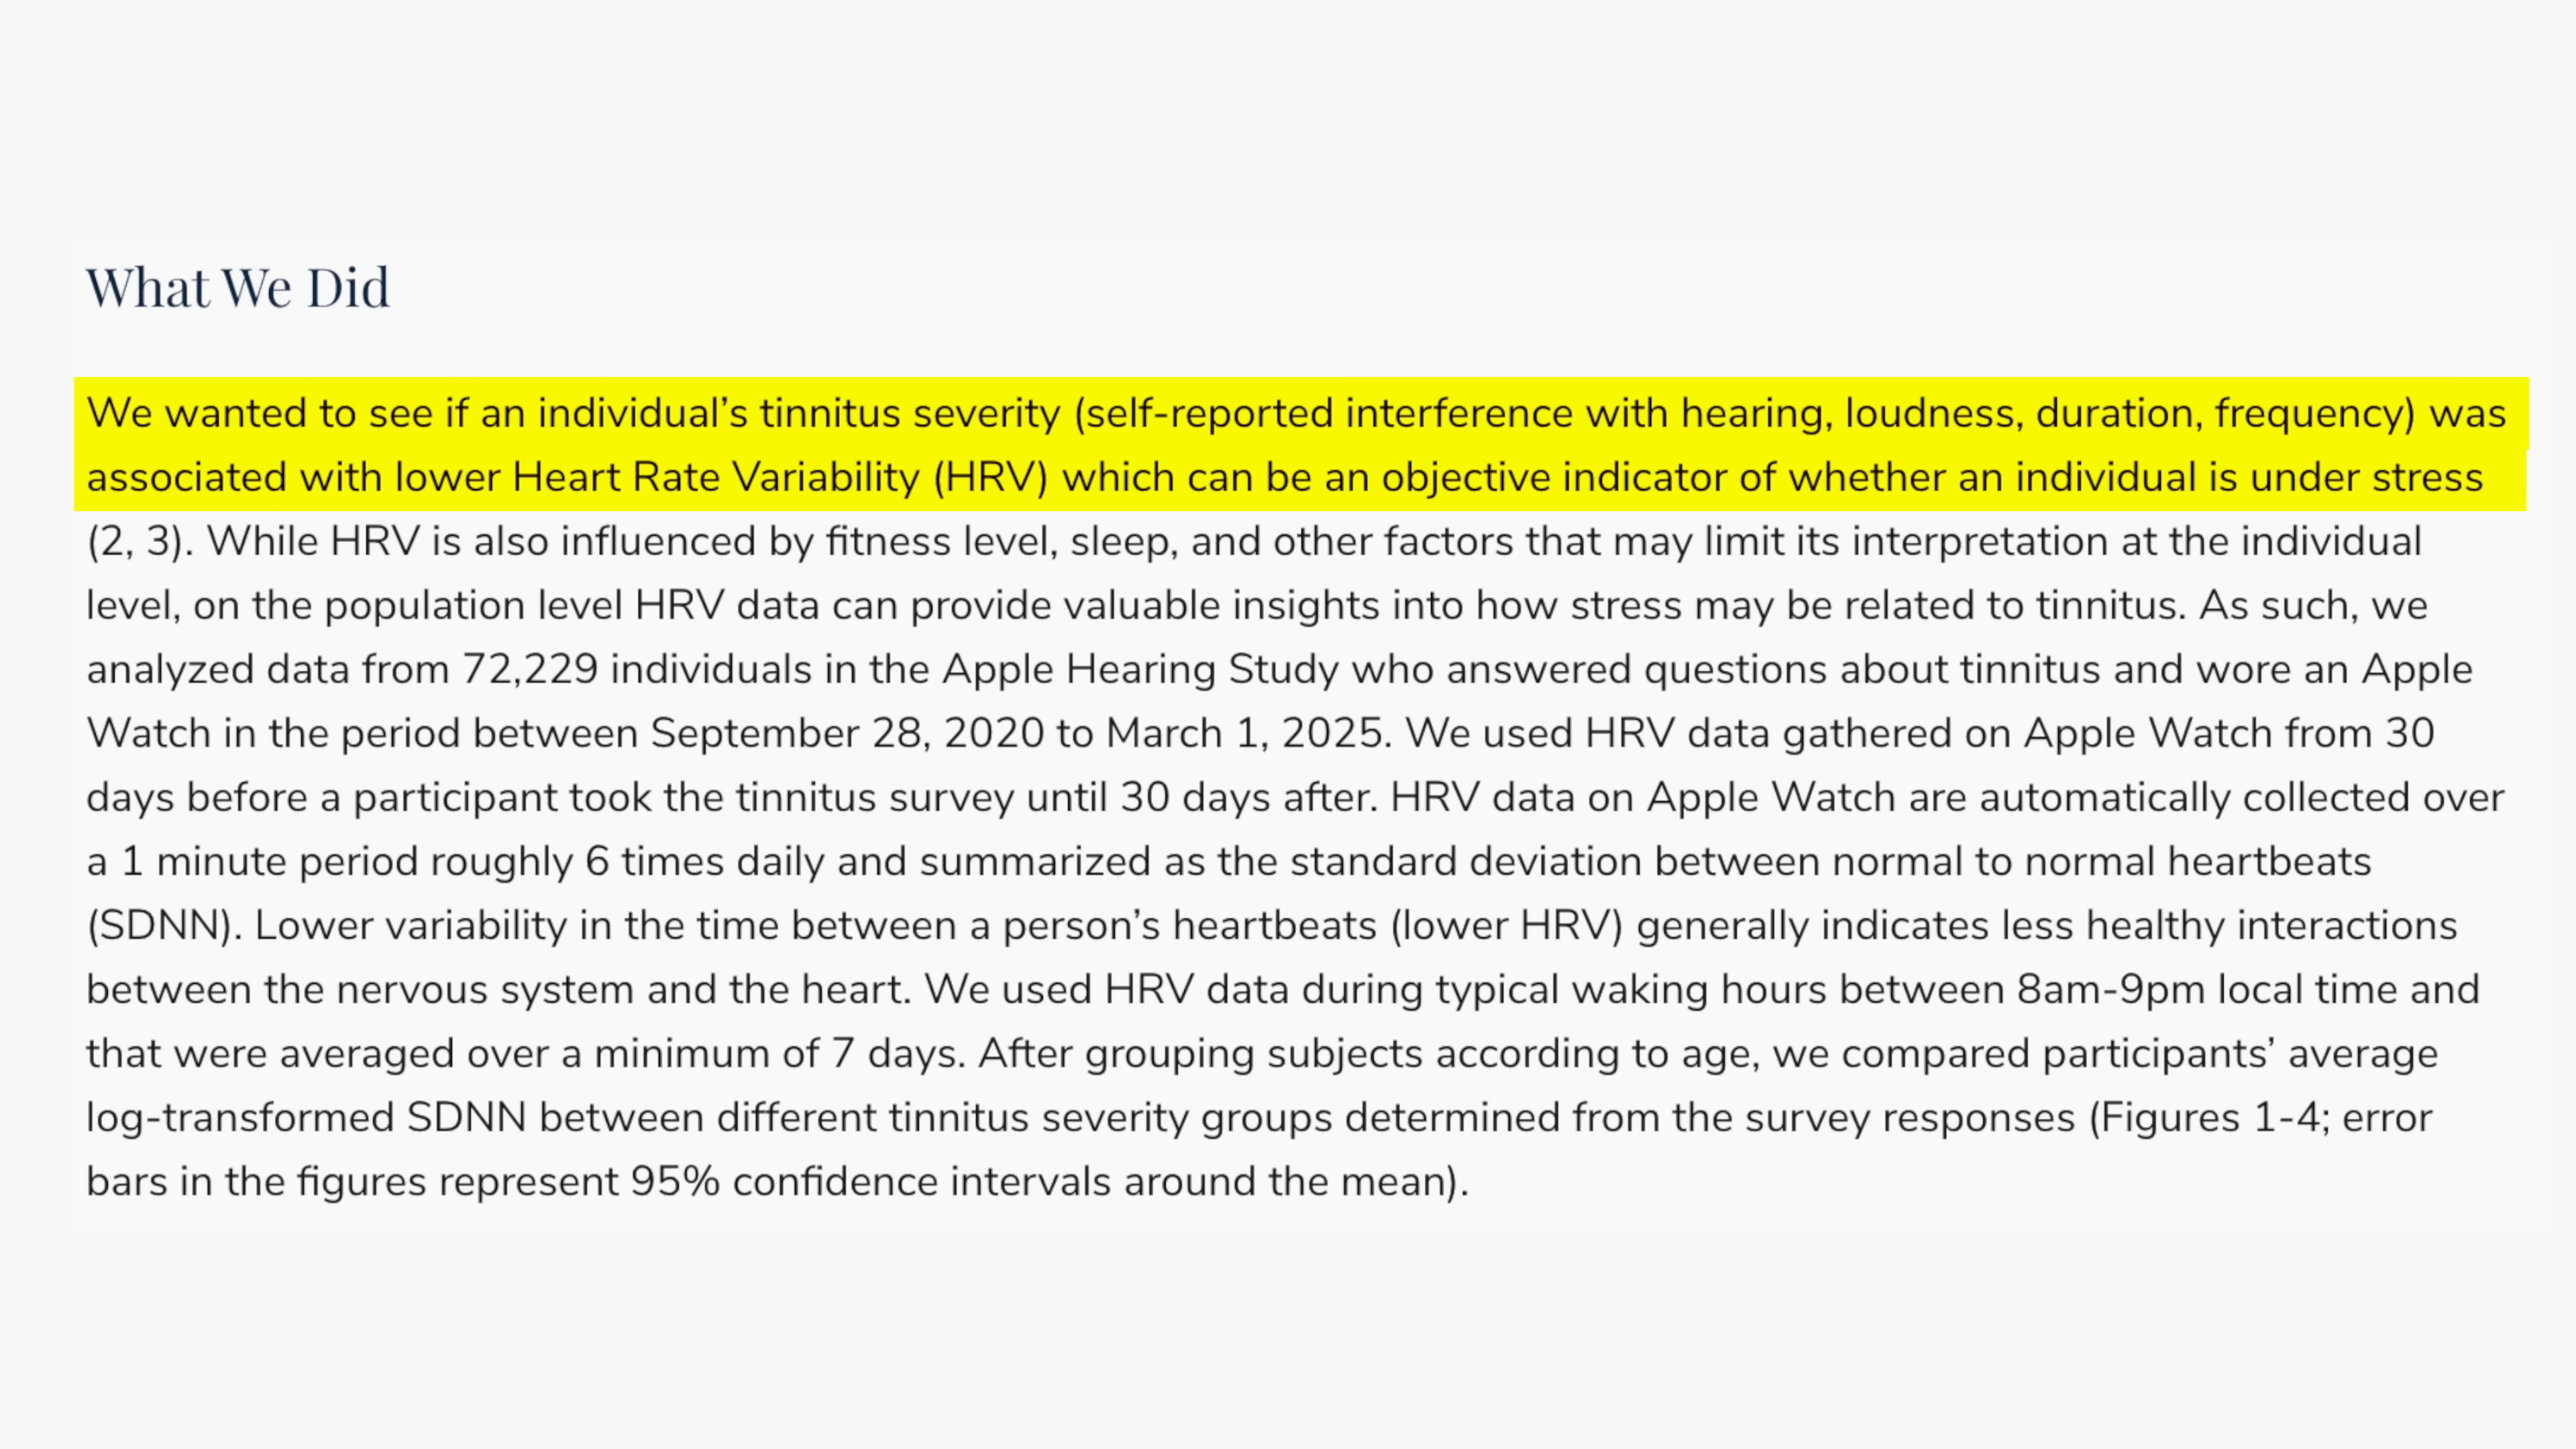 What We Did
We wanted to see if an individual’s tinnitus severity (self-reported interference with hearing, loudness, duration, frequency) was
associated with lower Heart Rate Variability (HRV) which can be an objective indicator of whether an individual is under stress
(2, 3). While HRV is also influenced by fitness level, sleep, and other factors that may limit its interpretation at the individual
level, on the population level HRV data can provide valuable insights into how stress may be related to tinnitus. As such, we
analyzed data from 72,229 individuals in the Apple Hearing Study who answered questions about tinnitus and wore an Apple
Watch in the period between September 28, 2020 to March 1, 2025. We used HRV data gathered on Apple Watch from 30
days before a participant took the tinnitus survey until 30 days after. HRV data on Apple Watch are automatically collected over
a 1 minute period roughly 6 times daily and summarized as the standard deviation between normal to normal heartbeats
(SDNN). Lower variability in the time between a person’s heartbeats (lower HRV) generally indicates less healthy interactions
between the nervous system and the heart. We used HRV data during typical waking hours between 8am-9pm local time and
that were averaged over a minimum of 7 days. After grouping subjects according to age, we compared participants’ average
log-transformed SDNN between different tinnitus severity groups determined from the survey responses (Figures 1-4; error
bars in the figures represent 95% confidence intervals around the mean).